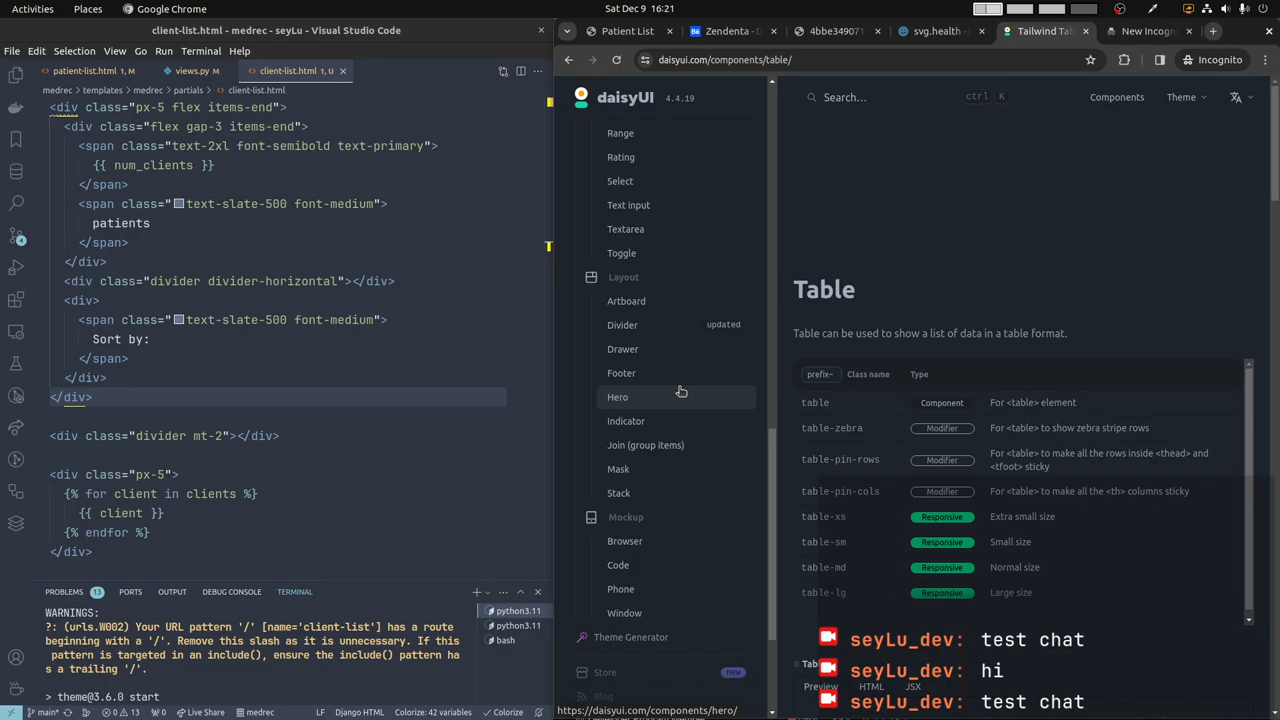 Activities
Places
Google Chrome
Sat Dec 9 16:21
client-list.html - medrec - seyLu - Visual Studio Code
File Edit Selection View Go Run Terminal Help
patient-list.html 1, M
views.py M
client-list.html 1, U
medrec > templates > medrec > partials > client-list.html
<div class="px-5 flex items-end">
<div class="flex gap-3 items-end">
<span class="text-2xl font-semibold text-primary">
{{ num_clients }}
</span>
<span class="text-slate-500 font-medium">
patients
</span>
</div>
<div class="divider divider-horizontal"></div>
<div>
<span class="text-slate-500 font-medium">
Sort by:
</span>
</div>
</div>
<div class="divider mt-2"></div>
<div class="px-5">
{% for client in clients %}
{{ client }}
{% endfor %}
</div>
PROBLEMS 13 PORTS OUTPUT DEBUG CONSOLE TERMINAL
WARNINGS:
?: (urls.W002) Your URL pattern '/' [name='client-list'] has a route
beginning with a '/'. Remove this slash as it is unnecessary. If this
pattern is targeted in an include(), ensure the include() pattern ha
s a trailing '/'.
> theme@3.6.0 start
python3.11
python3.11
bash
main* 0 13 0 Live Share medrec LF Django HTML Colorize: 42 variables Colorize
Patient List
Zendenta - D
4bbe349071
svg.health -
Tailwind Tab
New Incogn
daisyui.com/components/table/
Incognito
daisyUI 4.4.19
Range
Rating
Select
Text input
Textarea
Toggle
Layout
Artboard
Divider updated
Drawer
Footer
Hero
Indicator
Join (group items)
Mask
Stack
Mockup
Browser
Code
Phone
Window
Theme Generator
Store new
Blog
https://daisyui.com/components/hero/
Search... ctrl K
Components
Theme
Table
Table can be used to show a list of data in a table format.
prefix~ Class name Type
table Component For <table> element
table-zebra Modifier For <table> to show zebra stripe rows
table-pin-rows Modifier For <table> to make all the rows inside <thead> and
<tfoot> sticky
table-pin-cols Modifier For <table> to make all the <th> columns sticky
table-xs Responsive Extra small size
table-sm Responsive Small size
table-md Responsive Normal size
table-lg Responsive Large size
Preview HTML JSX
seyLu_dev: test chat
seyLu_dev: hi
seyLu_dev: test chat